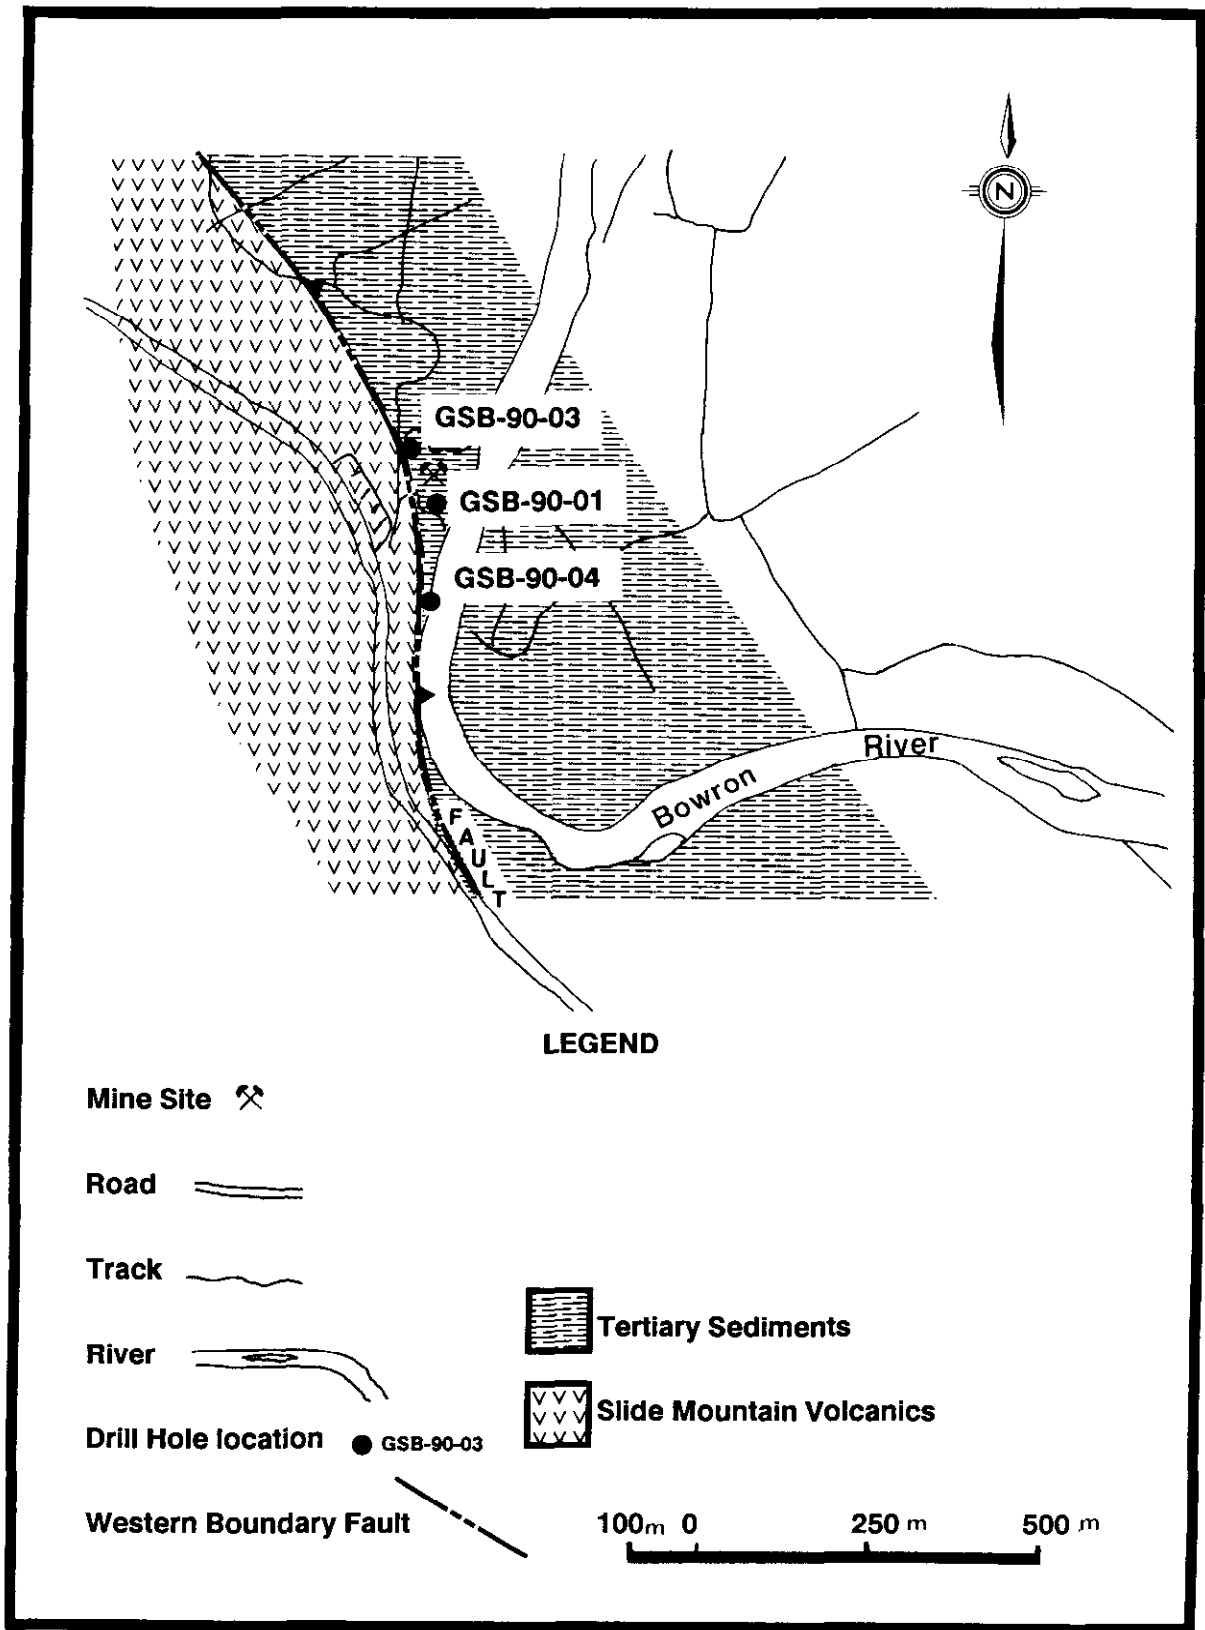 N
GSB-90-03
GSB-90-01
GSB-90-04
Bowron River
FAULT
LEGEND
Mine Site
Road
Track
River
Drill Hole location GSB-90-03
Western Boundary Fault
Tertiary Sediments
Slide Mountain Volcanics
100m 0 250 m 500 m